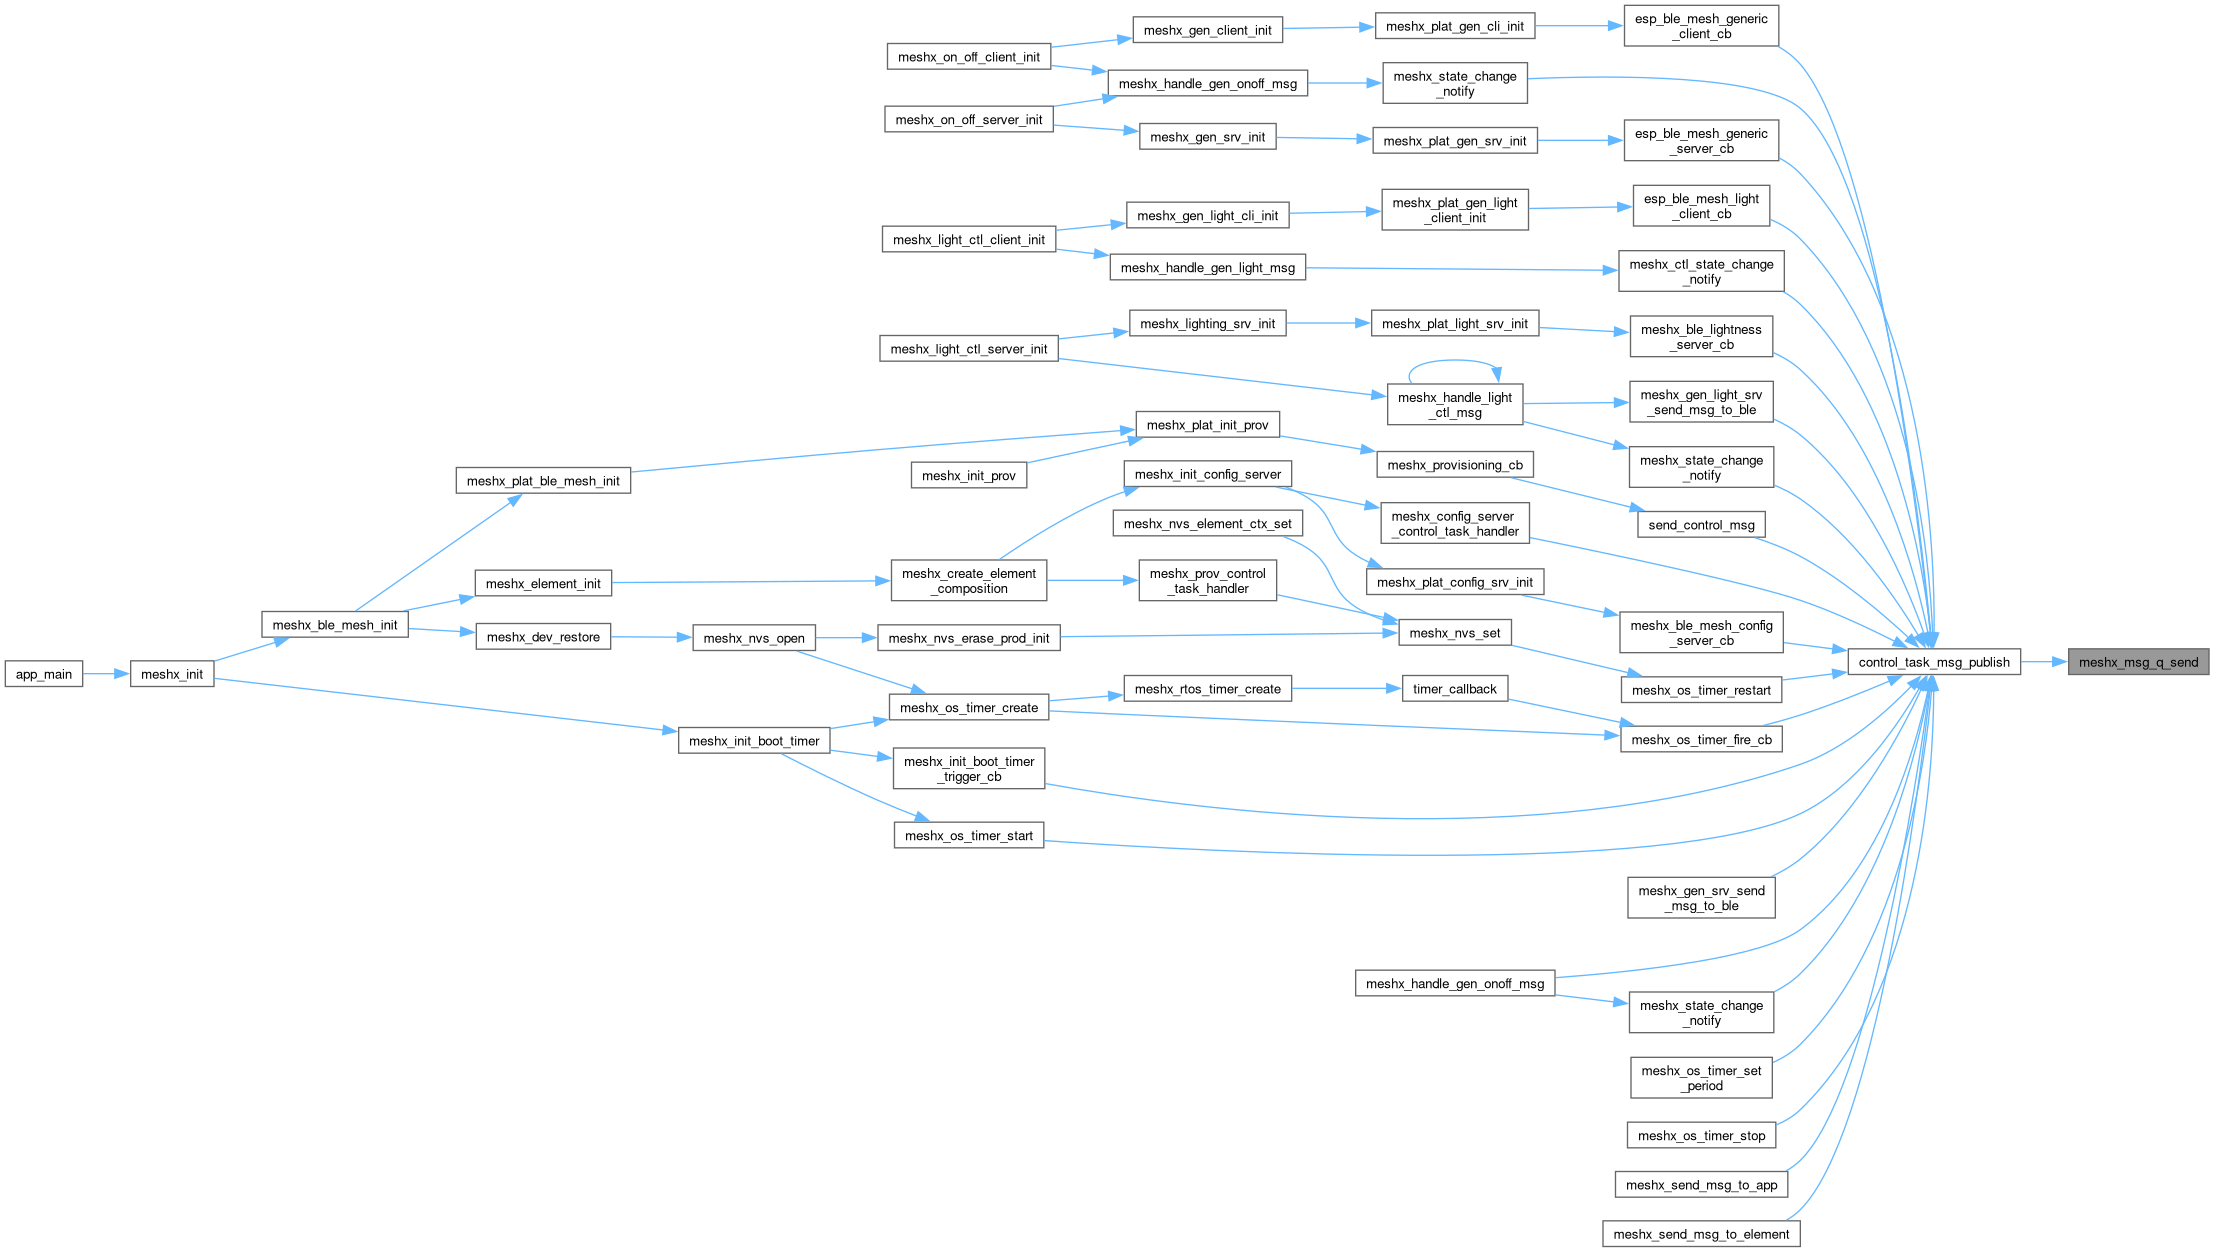 esp_ble_mesh_generic
_client_cb
meshx_plat_gen_cli_init
meshx_gen_client_init
meshx_on_off_client_init
meshx_state_change
_notify
meshx_handle_gen_onoff_msg
meshx_on_off_server_init
esp_ble_mesh_generic
_server_cb
meshx_plat_gen_srv_init
meshx_gen_srv_init
esp_ble_mesh_light
_client_cb
meshx_plat_gen_light
_client_init
meshx_gen_light_cli_init
meshx_light_ctl_client_init
meshx_ctl_state_change
_notify
meshx_handle_gen_light_msg
meshx_ble_lightness
_server_cb
meshx_plat_light_srv_init
meshx_lighting_srv_init
meshx_light_ctl_server_init
meshx_gen_light_srv
_send_msg_to_ble
meshx_handle_light
_ctl_msg
meshx_state_change
_notify
meshx_plat_init_prov
meshx_provisioning_cb
send_control_msg
meshx_init_prov
meshx_plat_ble_mesh_init
meshx_init_config_server
meshx_config_server
_control_task_handler
meshx_nvs_element_ctx_set
meshx_plat_config_srv_init
meshx_prov_control
_task_handler
meshx_create_element
_composition
meshx_element_init
meshx_ble_mesh_init
meshx_dev_restore
meshx_nvs_open
meshx_nvs_erase_prod_init
meshx_nvs_set
meshx_ble_mesh_config
_server_cb
control_task_msg_publish
meshx_msg_q_send
app_main
meshx_init
meshx_os_timer_restart
meshx_rtos_timer_create
timer_callback
meshx_os_timer_create
meshx_os_timer_fire_cb
meshx_init_boot_timer
meshx_init_boot_timer
_trigger_cb
meshx_os_timer_start
meshx_gen_srv_send
_msg_to_ble
meshx_handle_gen_onoff_msg
meshx_state_change
_notify
meshx_os_timer_set
_period
meshx_os_timer_stop
meshx_send_msg_to_app
meshx_send_msg_to_element